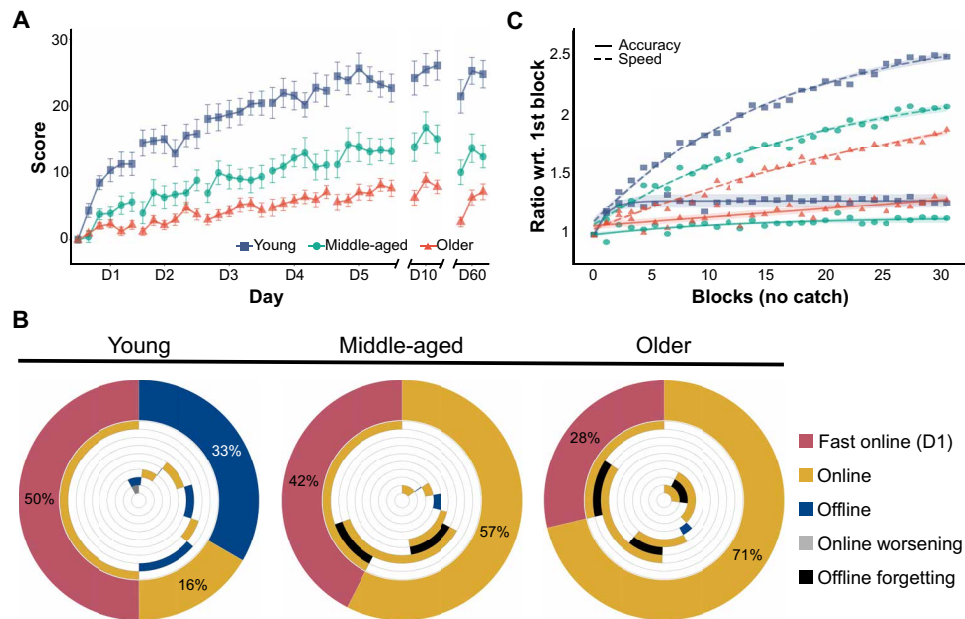 A
Score
30
20
10
0
Young
Middle-aged
Older
D1
D2
D3
D4
D5
D10
D60
Day
C
Ratio wrt. 1st block
2.5
2
1.5
1
Accuracy
Speed
0
5
10
15
20
25
30
Blocks (no catch)
B
Young
Middle-aged
Older
50%
33%
16%
42%
57%
28%
71%
Fast online (D1)
Online
Offline
Online worsening
Offline forgetting